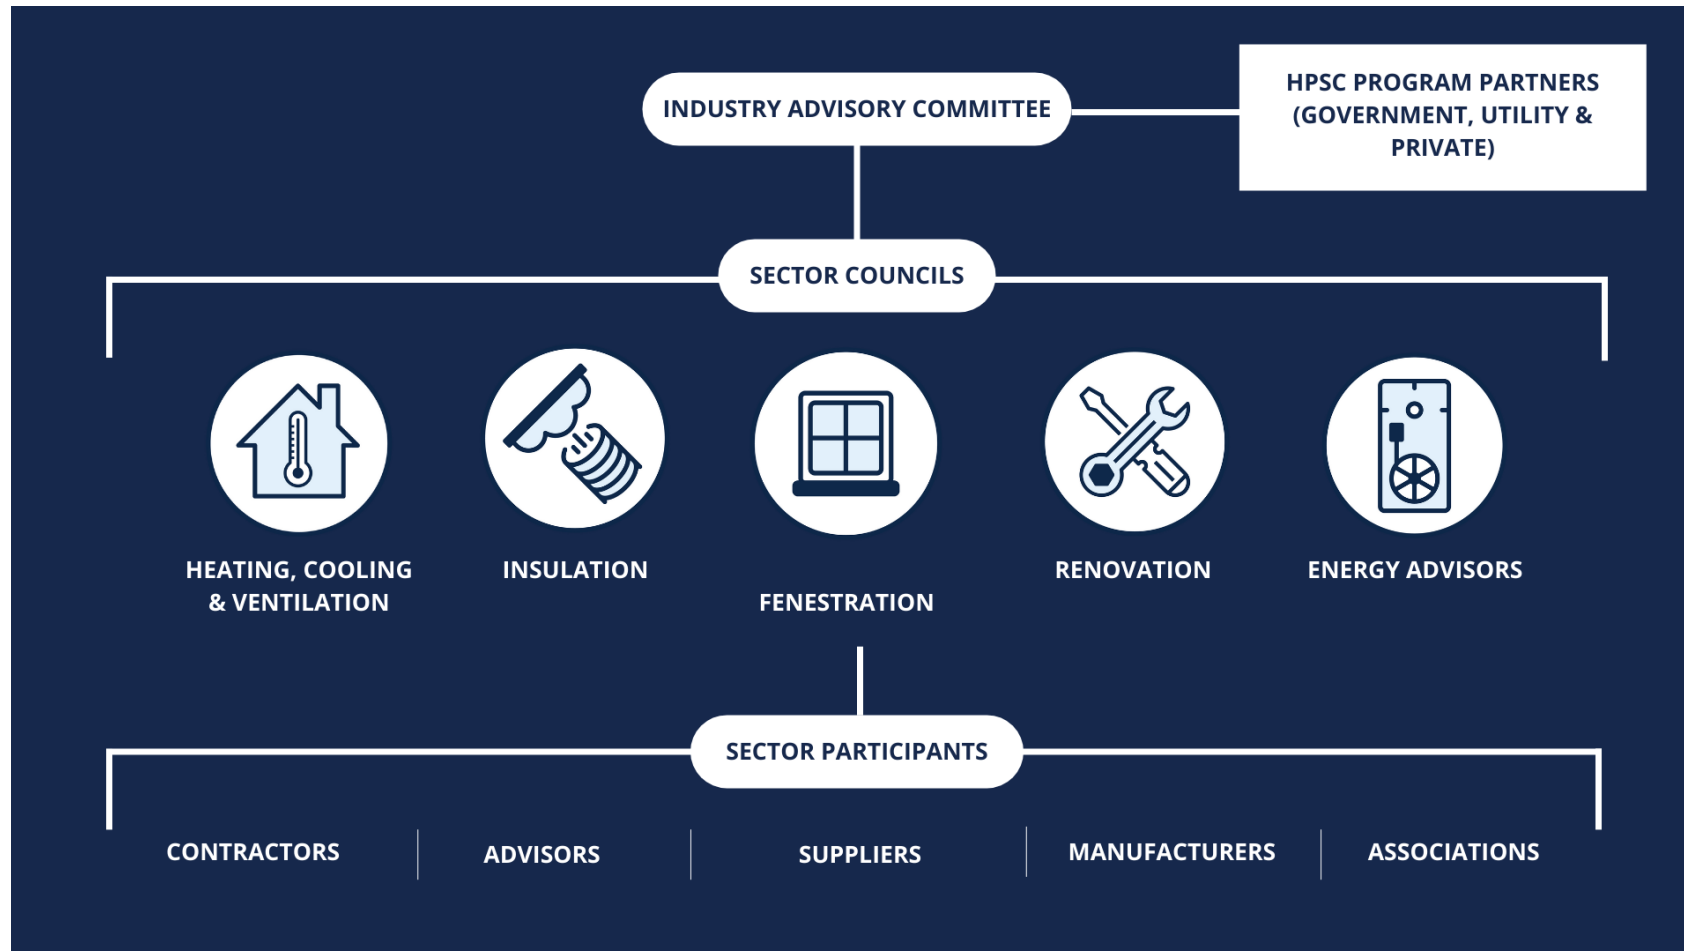 INDUSTRY ADVISORY COMMITTEE
HPSC PROGRAM PARTNERS
(GOVERNMENT, UTILITY &
PRIVATE)
SECTOR COUNCILS
HEATING, COOLING
& VENTILATION
INSULATION
FENESTRATION
RENOVATION
ENERGY ADVISORS
SECTOR PARTICIPANTS
CONTRACTORS
ADVISORS
SUPPLIERS
MANUFACTURERS
ASSOCIATIONS